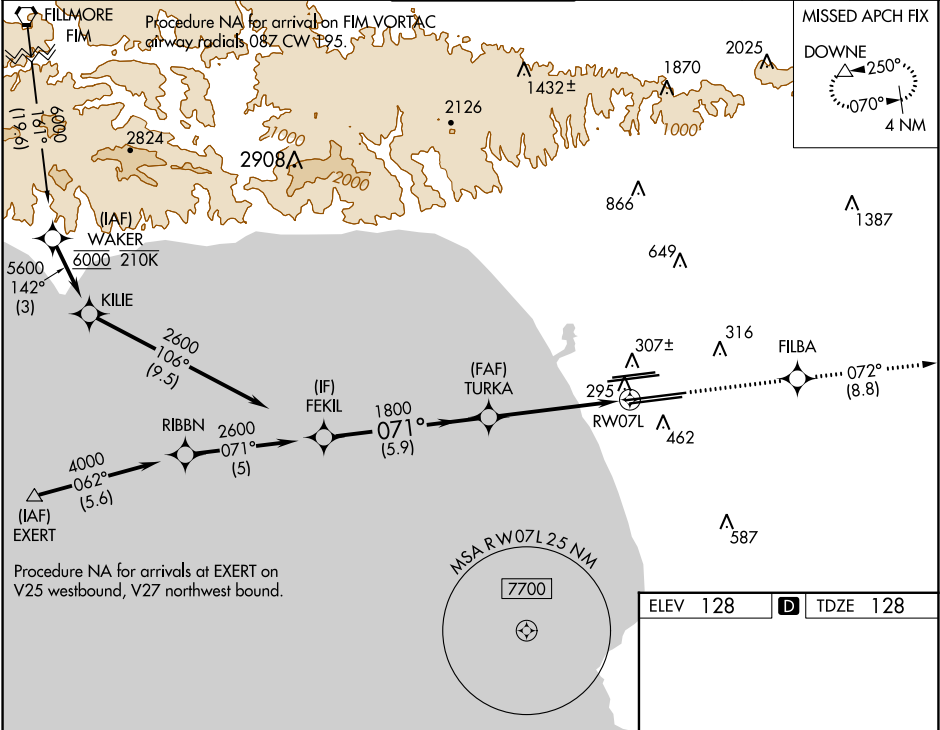 FILLMORE
FIM
Procedure NA for arrival on FIM VORTAC
airway radials 087 CW 195.
MISSED APCH FIX
DOWNE
250°
070°
4 NM
2025
1432±
1870
2126
1000
2824
2908
2000
1000
6000
161°
(11.9)
866
1387
649
(IAF)
WAKER
6000 210K
5600
142°
(3)
KILIE
2600
106°
(9.5)
307±
316
295
RW07L
462
FILBA
072°
(8.8)
(FAF)
TURKA
(IF)
FEKIL
1800
071°
(5.9)
RIBBN
2600
071°
(5)
4000
062°
(5.6)
(IAF)
EXERT
587
Procedure NA for arrivals at EXERT on
V25 westbound, V27 northwest bound.
MSA RW07L 25 NM
7700
ELEV 128 D TDZE 128